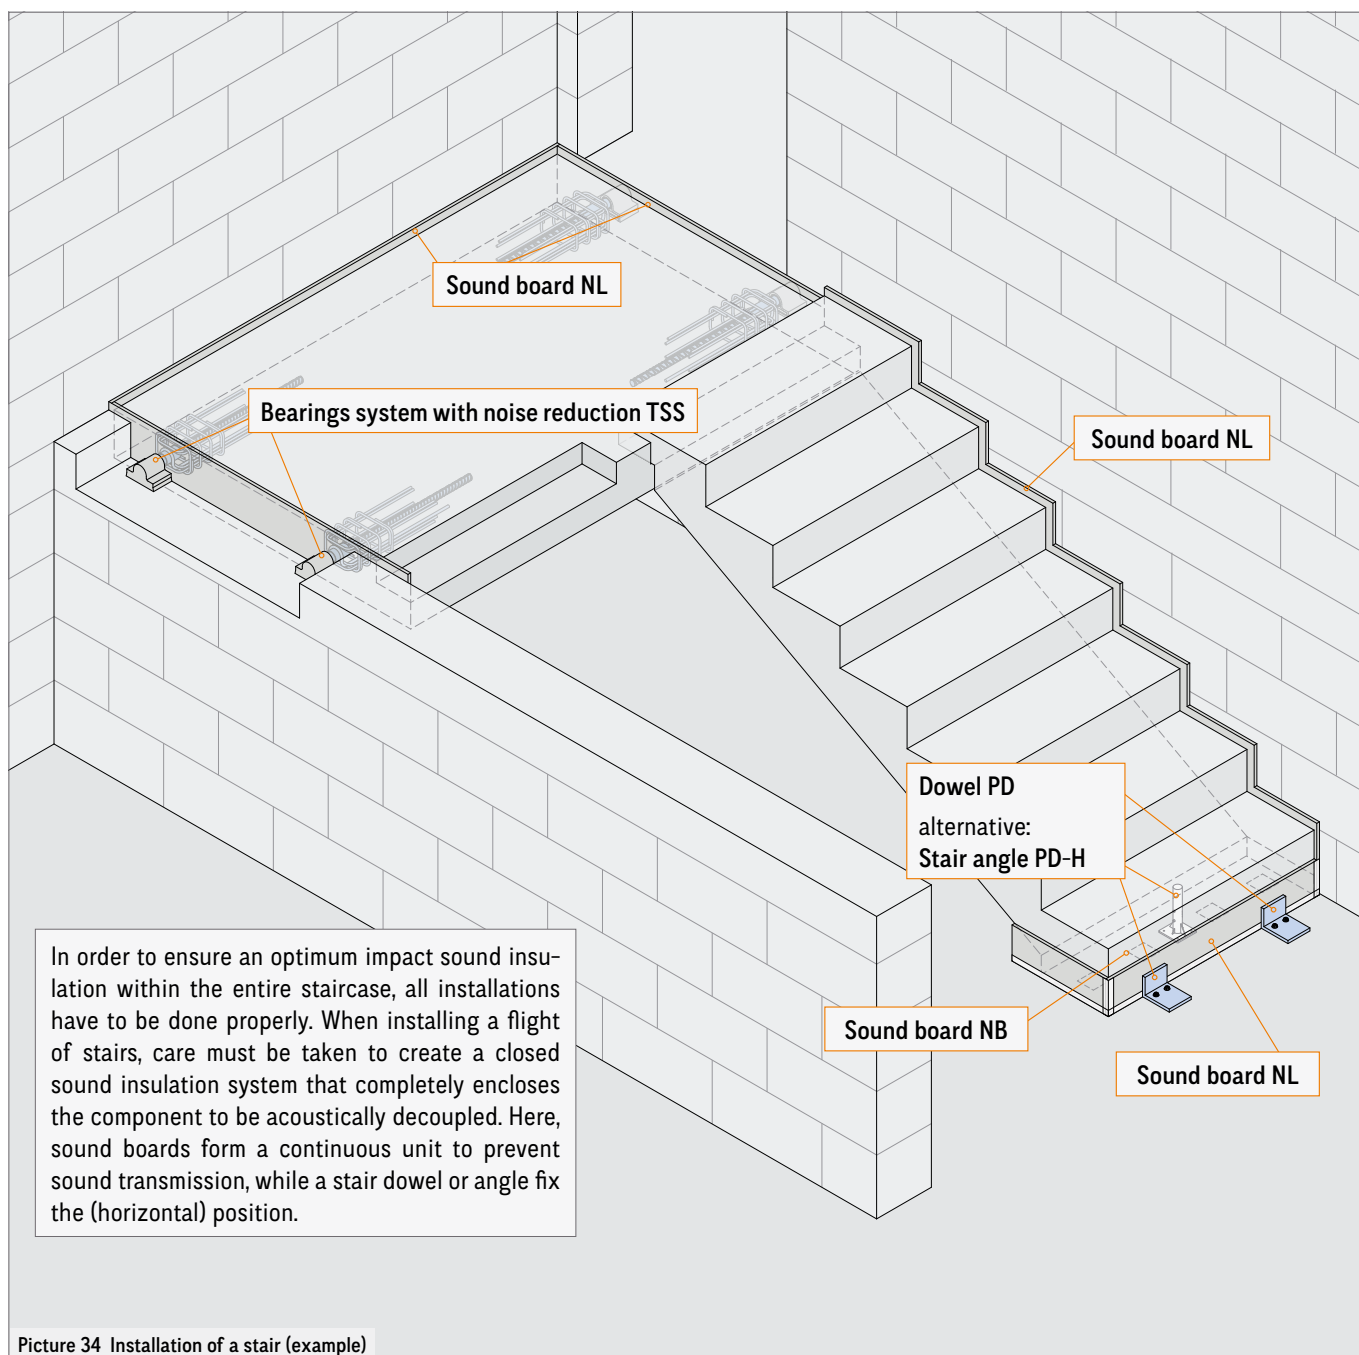 Sound board NL
Bearings system with noise reduction TSS
Sound board NL
Dowel PD
alternative:
Stair angle PD-H
Sound board NB
Sound board NL
In order to ensure an optimum impact sound insu-
lation within the entire staircase, all installations
have to be done properly. When installing a flight
of stairs, care must be taken to create a closed
sound insulation system that completely encloses
the component to be acoustically decoupled. Here,
sound boards form a continuous unit to prevent
sound transmission, while a stair dowel or angle fix
the (horizontal) position.
Picture 34 Installation of a stair (example)